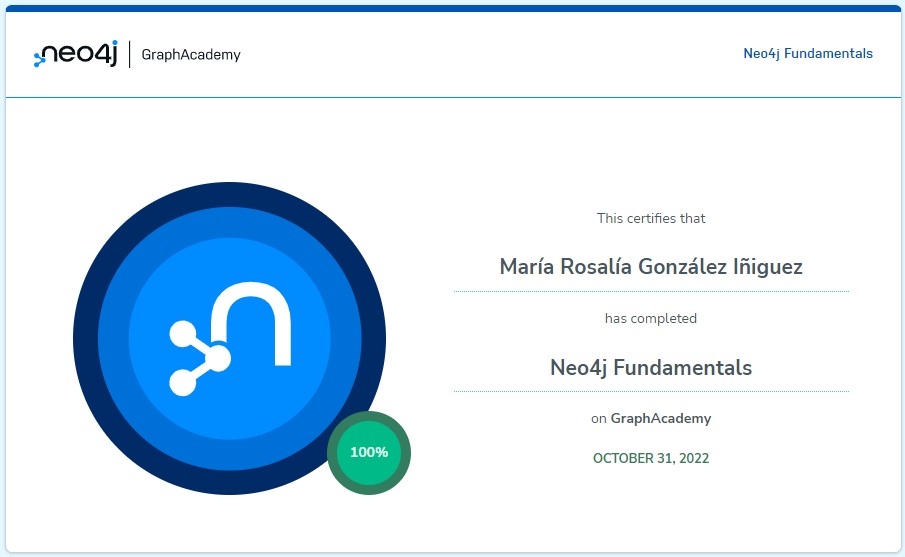 neo4j | GraphAcademy
Neo4j Fundamentals
This certifies that
María Rosalía González Iñiguez
has completed
Neo4j Fundamentals
on GraphAcademy
OCTOBER 31, 2022
n
100%